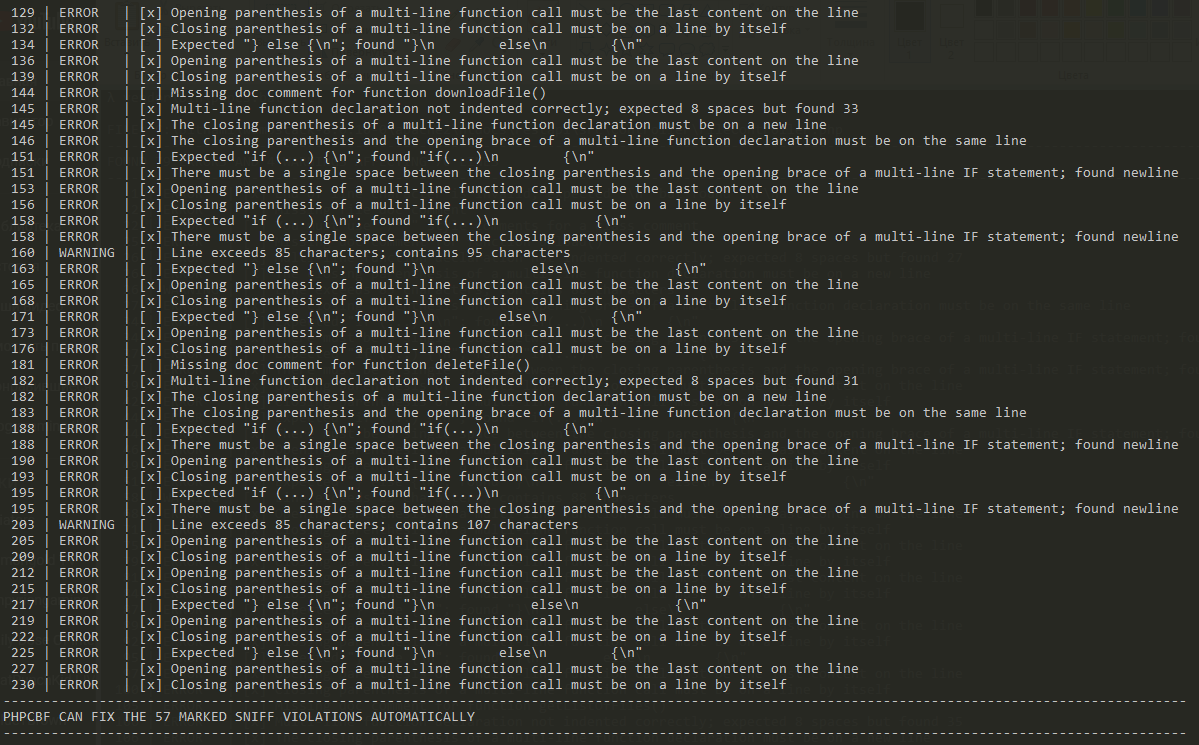 129 | ERROR   | [x] Opening parenthesis of a multi-line function call must be the last content on the line
132 | ERROR   | [x] Closing parenthesis of a multi-line function call must be on a line by itself
134 | ERROR   | [ ] Expected "} else {\n"; found "}\n        else\n        {\n"
136 | ERROR   | [x] Opening parenthesis of a multi-line function call must be the last content on the line
139 | ERROR   | [x] Closing parenthesis of a multi-line function call must be on a line by itself
144 | ERROR   | [ ] Missing doc comment for function downloadFile()
145 | ERROR   | [x] Multi-line function declaration not indented correctly; expected 8 spaces but found 33
145 | ERROR   | [x] The closing parenthesis of a multi-line function declaration must be on a new line
146 | ERROR   | [x] The closing parenthesis and the opening brace of a multi-line function declaration must be on the same line
151 | ERROR   | [ ] Expected "if (...) {\n"; found "if(...)\n        {\n"
151 | ERROR   | [x] There must be a single space between the closing parenthesis and the opening brace of a multi-line IF statement; found newline
153 | ERROR   | [x] Opening parenthesis of a multi-line function call must be the last content on the line
156 | ERROR   | [x] Closing parenthesis of a multi-line function call must be on a line by itself
158 | ERROR   | [ ] Expected "if (...) {\n"; found "if(...)\n            {\n"
158 | ERROR   | [x] There must be a single space between the closing parenthesis and the opening brace of a multi-line IF statement; found newline
160 | WARNING | [ ] Line exceeds 85 characters; contains 95 characters
163 | ERROR   | [ ] Expected "} else {\n"; found "}\n            else\n            {\n"
165 | ERROR   | [x] Opening parenthesis of a multi-line function call must be the last content on the line
168 | ERROR   | [x] Closing parenthesis of a multi-line function call must be on a line by itself
171 | ERROR   | [ ] Expected "} else {\n"; found "}\n        else\n        {\n"
173 | ERROR   | [x] Opening parenthesis of a multi-line function call must be the last content on the line
176 | ERROR   | [x] Closing parenthesis of a multi-line function call must be on a line by itself
181 | ERROR   | [ ] Missing doc comment for function deleteFile()
182 | ERROR   | [x] Multi-line function declaration not indented correctly; expected 8 spaces but found 31
182 | ERROR   | [x] The closing parenthesis of a multi-line function declaration must be on a new line
183 | ERROR   | [x] The closing parenthesis and the opening brace of a multi-line function declaration must be on the same line
188 | ERROR   | [ ] Expected "if (...) {\n"; found "if(...)\n        {\n"
188 | ERROR   | [x] There must be a single space between the closing parenthesis and the opening brace of a multi-line IF statement; found newline
190 | ERROR   | [x] Opening parenthesis of a multi-line function call must be the last content on the line
193 | ERROR   | [x] Closing parenthesis of a multi-line function call must be on a line by itself
195 | ERROR   | [ ] Expected "if (...) {\n"; found "if(...)\n            {\n"
195 | ERROR   | [x] There must be a single space between the closing parenthesis and the opening brace of a multi-line IF statement; found newline
203 | WARNING | [ ] Line exceeds 85 characters; contains 107 characters
205 | ERROR   | [x] Opening parenthesis of a multi-line function call must be the last content on the line
209 | ERROR   | [x] Closing parenthesis of a multi-line function call must be on a line by itself
212 | ERROR   | [x] Opening parenthesis of a multi-line function call must be the last content on the line
215 | ERROR   | [x] Closing parenthesis of a multi-line function call must be on a line by itself
217 | ERROR   | [ ] Expected "} else {\n"; found "}\n            else\n            {\n"
219 | ERROR   | [x] Opening parenthesis of a multi-line function call must be the last content on the line
222 | ERROR   | [x] Closing parenthesis of a multi-line function call must be on a line by itself
225 | ERROR   | [ ] Expected "} else {\n"; found "}\n        else\n        {\n"
227 | ERROR   | [x] Opening parenthesis of a multi-line function call must be the last content on the line
230 | ERROR   | [x] Closing parenthesis of a multi-line function call must be on a line by itself
PHPCBF CAN FIX THE 57 MARKED SNIFF VIOLATIONS AUTOMATICALLY